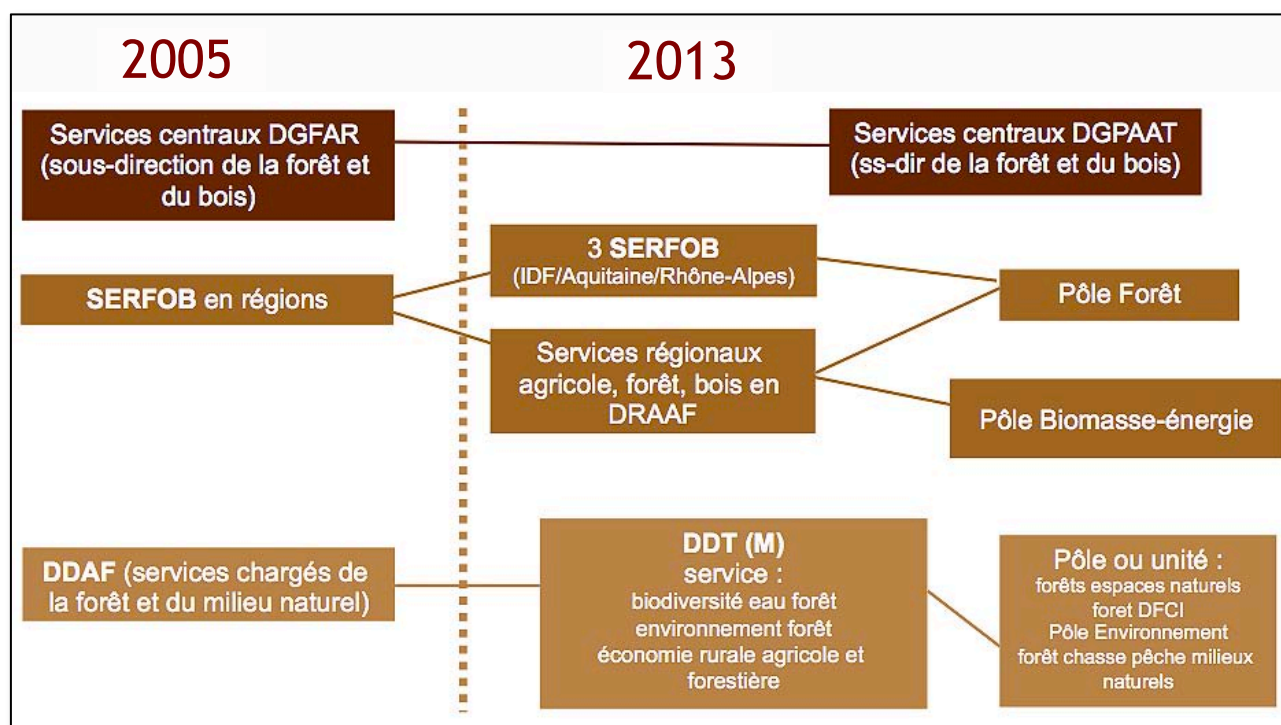 2005
2013
Services centraux DGFAR
(sous-direction de la forêt et
du bois)
Services centraux DGPAAT
(ss-dir de la forêt et du bois)
SERFOB en régions
3 SERFOB
(IDF/Aquitaine/Rhône-Alpes)
Services régionaux
agricole, forêt, bois en
DRAAF
Pôle Forêt
Pôle Biomasse-énergie
DDAF (services chargés de
la forêt et du milieu naturel)
DDT (M)
service :
biodiversité eau forêt
environnement forêt
économie rurale agricole et
forestière
Pôle ou unité :
forêts espaces naturels
foret DFCI
Pôle Environnement
forêt chasse pêche milieux
naturels